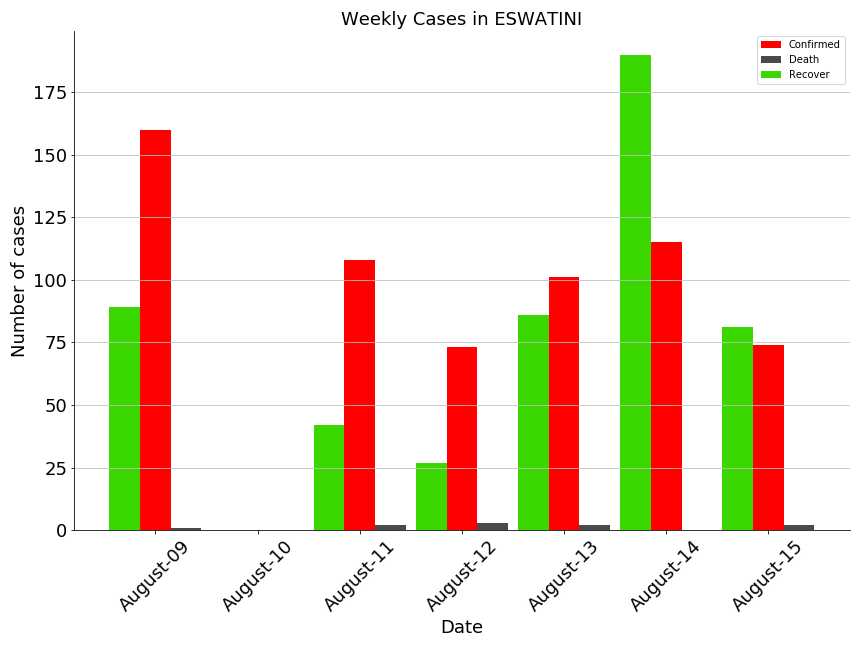 Weekly Cases in ESWATINI
Confirmed
Death
Recover
Number of cases
175
150
125
100
75
50
25
0
August-09
August-10
August-11
August-12
August-13
August-14
August-15
Date